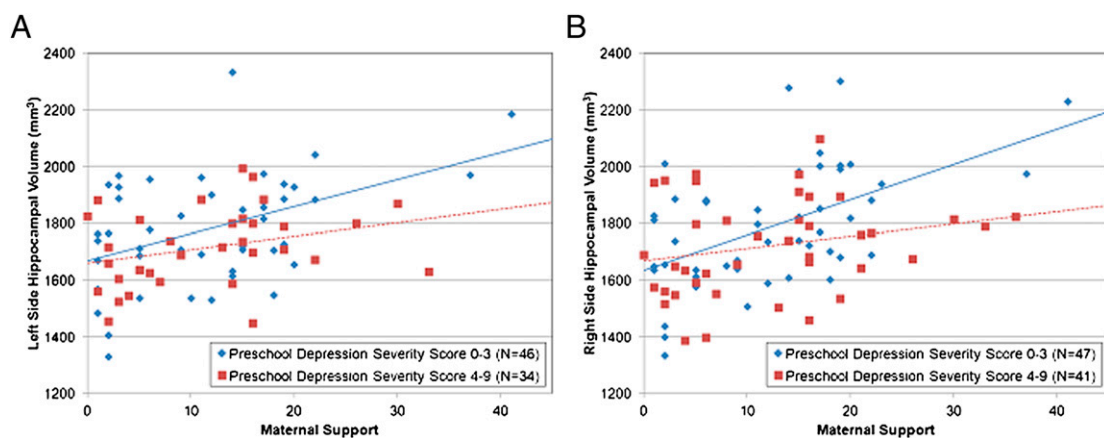 A
B
Left Side Hippocampal Volume (mm³)
2400
2200
2000
1800
1600
1400
1200
Preschool Depression Severity Score 0-3 (N=46)
Preschool Depression Severity Score 4-9 (N=34)
0
10
20
30
40
Maternal Support
Right Side Hippocampal Volume (mm³)
2400
2200
2000
1800
1600
1400
1200
Preschool Depression Severity Score 0-3 (N=47)
Preschool Depression Severity Score 4-9 (N=41)
0
10
20
30
40
Maternal Support